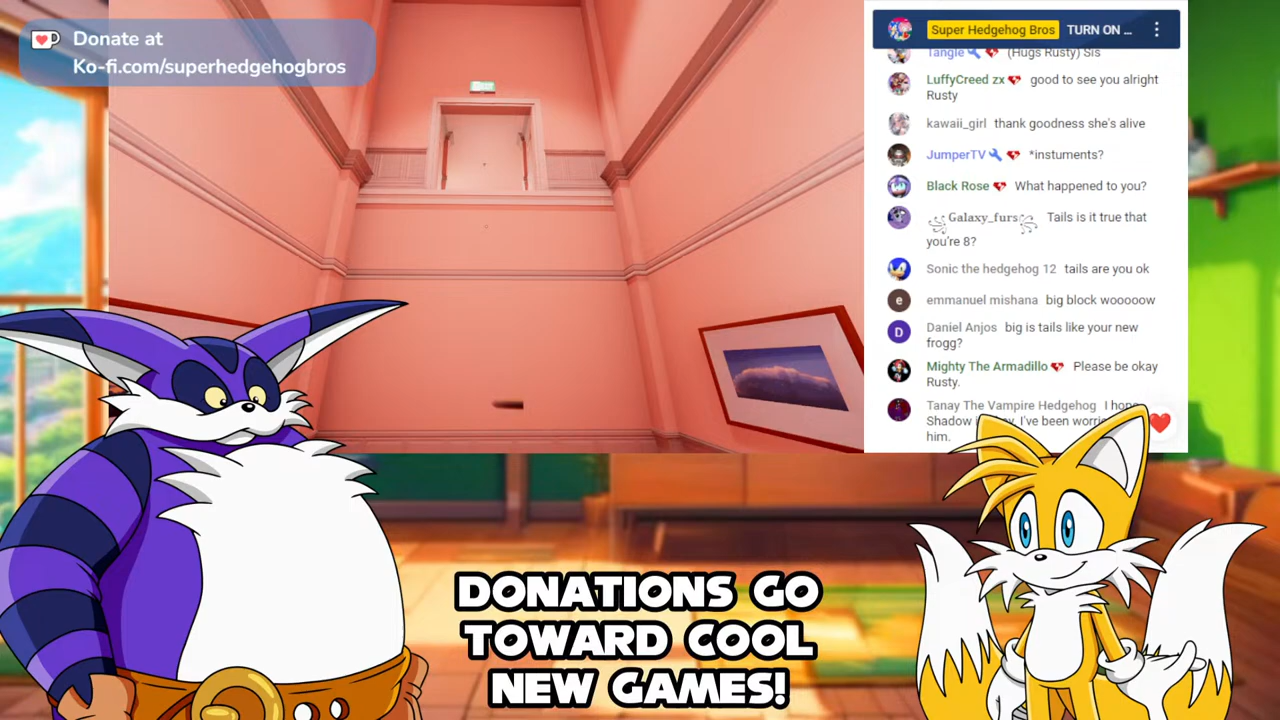 Donate at
Ko-fi.com/superhedgehogbros
EXIT
Super Hedgehog Bros TURN ON ...
Tangle (Hugs Rusty) Sis
LuffyCreed zx good to see you alright
Rusty
kawaii_girl thank goodness she's alive
JumperTV *instuments?
Black Rose What happened to you?
꧁Galaxy_furs꧂ Tails is it true that
you're 8?
Sonic the hedgehog 12 tails are you ok
e
emmanuel mishana big block wooooow
D
Daniel Anjos big is tails like your new
frogg?
Mighty The Armadillo Please be okay
Rusty.
Tanay The Vampire Hedgehog I hope
Shadow I've been
him.
DONATIONS GO
TOWARD COOL
NEW GAMES!